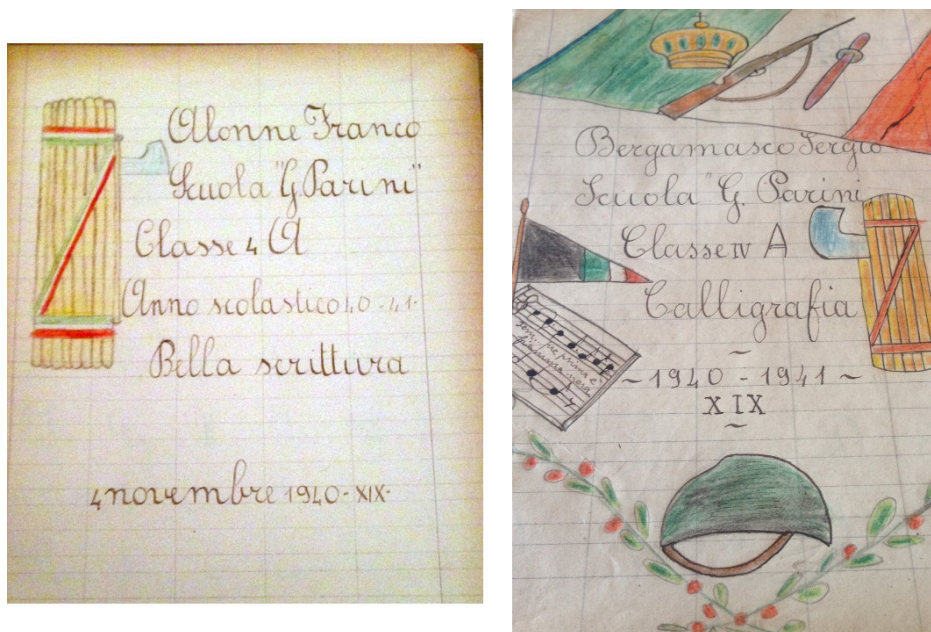 Alonne Franco
Scuola "G. Parini"
Classe 4 A
Anno scolastico 40-41.
Bella scrittura
4 novembre 1940-XIX-
Bergamasco Sergio
Scuola "G. Parini
Classe IV A
Calligrafia
~ 1940 - 1941 ~
XIX